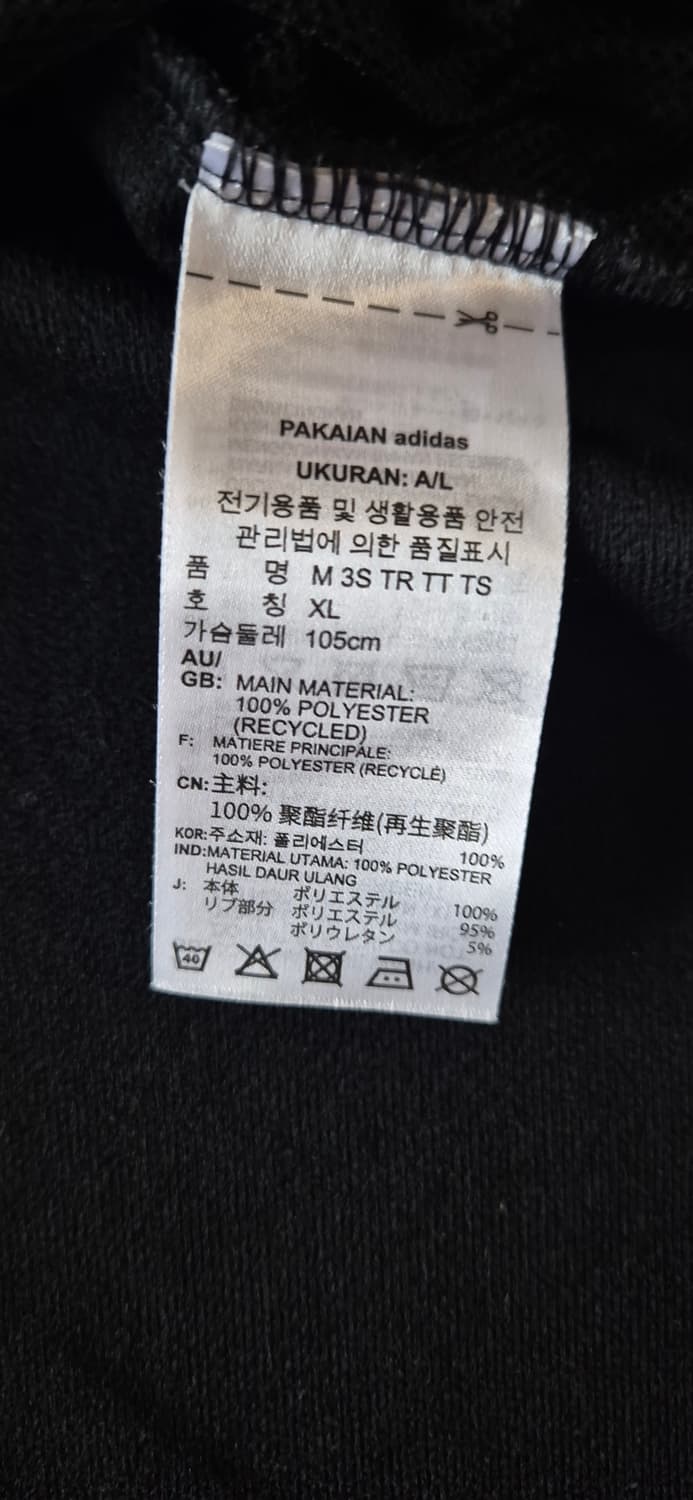 PAKAIAN adidas
UKURAN: A/L
전기용품 및 생활용품 안전
관리법에 의한 품질표시
품 명 M 3S TR TT TS
호 칭 XL
가슴둘레 105cm
AU/
GB: MAIN MATERIAL:
100% POLYESTER
(RECYCLED)
F: MATIERE PRINCIPALE:
100% POLYESTER (RECYCLÉ)
CN:主料:
100% 聚酯纤维(再生聚酯)
KOR:주소재: 폴리에스터 100%
IND:MATERIAL UTAMA: 100% POLYESTER
HASIL DAUR ULANG
J: 本体 ポリエステル 100%
リブ部分 ポリエステル 95%
ポリウレタン 5%
40